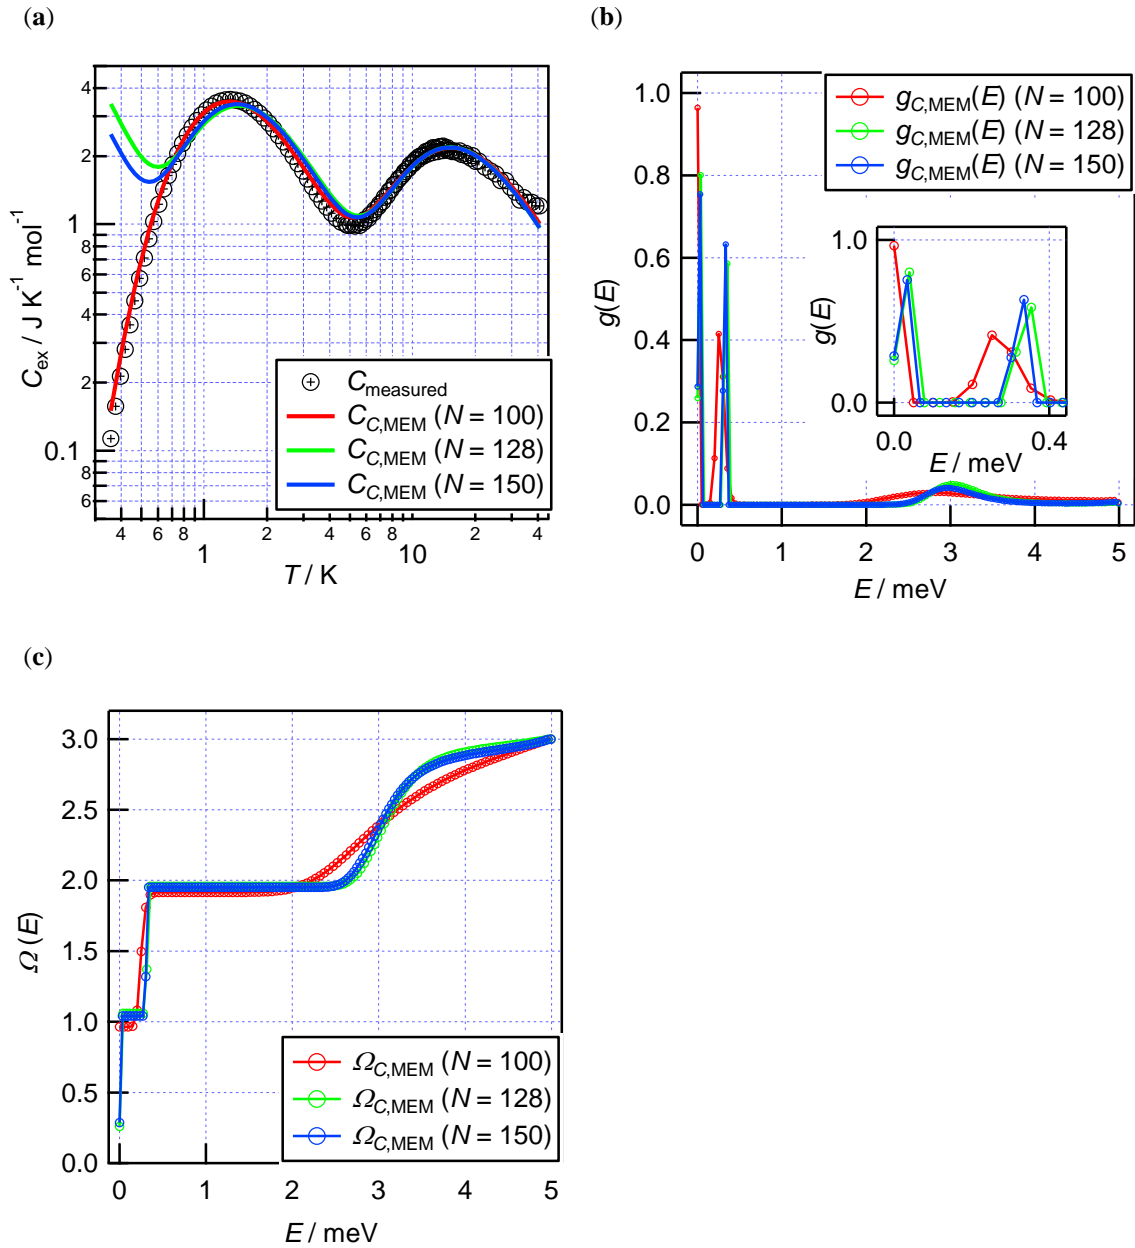 (a)
C_ex / J K^-1 mol^-1
4
2
1
8
6
4
2
0.1
8
6
C_measured
C_C,MEM (N = 100)
C_C,MEM (N = 128)
C_C,MEM (N = 150)
4 6 8 1 2 4 6 8 10 2 4
T / K
(b)
g(E)
1.0
0.8
0.6
0.4
0.2
0.0
g_C,MEM(E) (N = 100)
g_C,MEM(E) (N = 128)
g_C,MEM(E) (N = 150)
g(E)
1.0
0.0
0.0 0.4
E / meV
0 1 2 3 4 5
E / meV
(c)
Ω(E)
3.0
2.5
2.0
1.5
1.0
0.5
0.0
Ω_C,MEM (N = 100)
Ω_C,MEM (N = 128)
Ω_C,MEM (N = 150)
0 1 2 3 4 5
E / meV